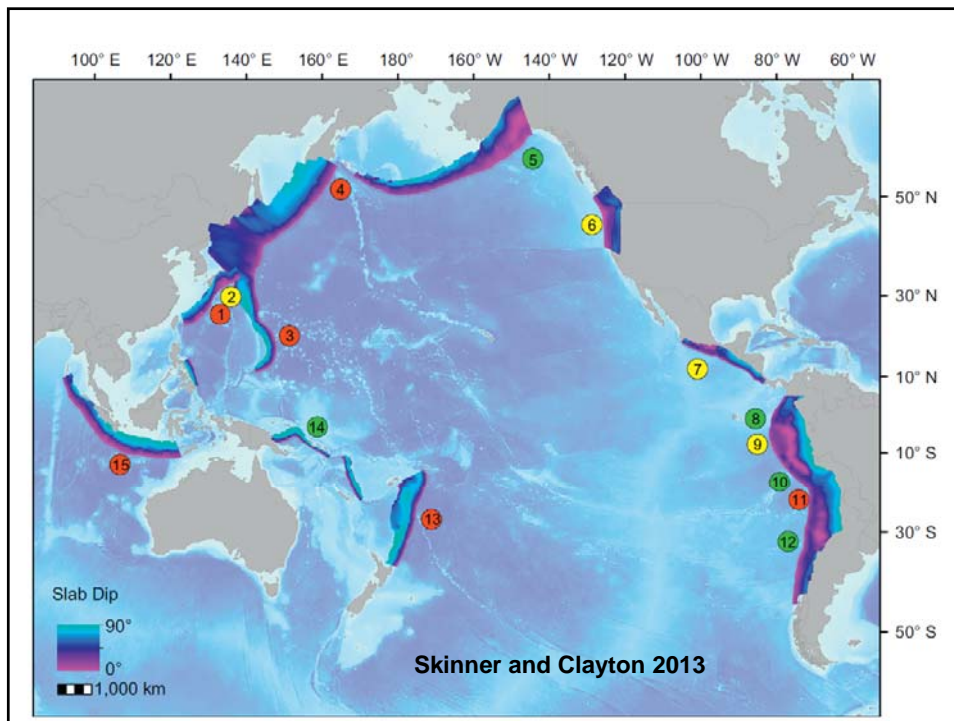 100° E 120° E 140° E 160° E 180° 160° W 140° W 120° W 100° W 80° W 60° W
5
4
50° N
6
2
30° N
1
3
7
10° N
14
8
9
15
10° S
10
11
13
12
30° S
Slab Dip
90°
0°
50° S
1,000 km
Skinner and Clayton 2013